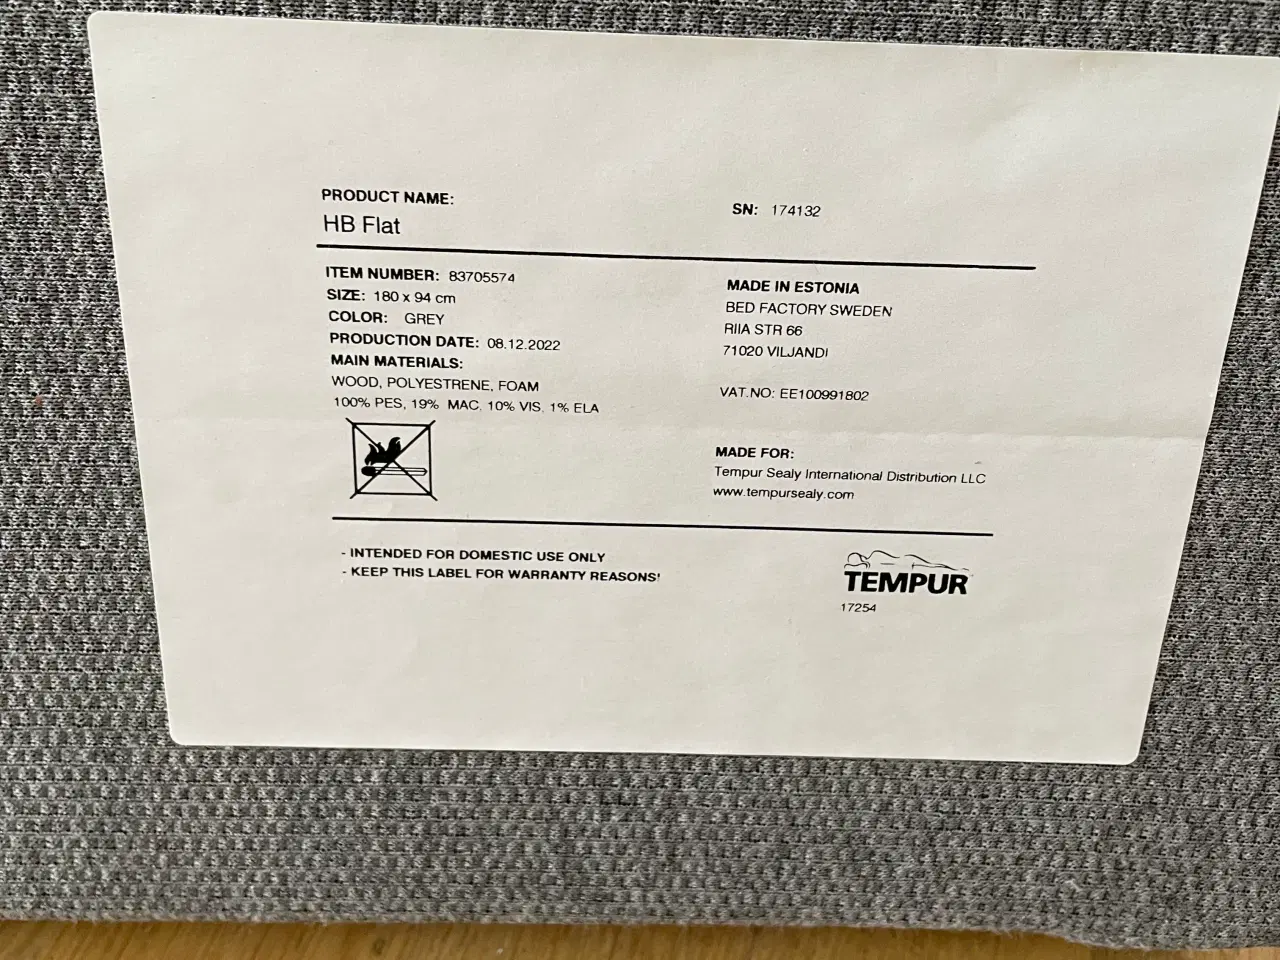 PRODUCT NAME:
HB Flat
SN: 174132
ITEM NUMBER: 83705574
SIZE: 180 x 94 cm
COLOR: GREY
PRODUCTION DATE: 08.12.2022
MAIN MATERIALS:
WOOD, POLYESTRENE, FOAM
100% PES, 19% MAC, 10% VIS, 1% ELA
MADE IN ESTONIA
BED FACTORY SWEDEN
RIIA STR 66
71020 VILJANDI
VAT.NO: EE100991802
MADE FOR:
Tempur Sealy International Distribution LLC
www.tempursealy.com
- INTENDED FOR DOMESTIC USE ONLY
- KEEP THIS LABEL FOR WARRANTY REASONS!
TEMPUR
17254